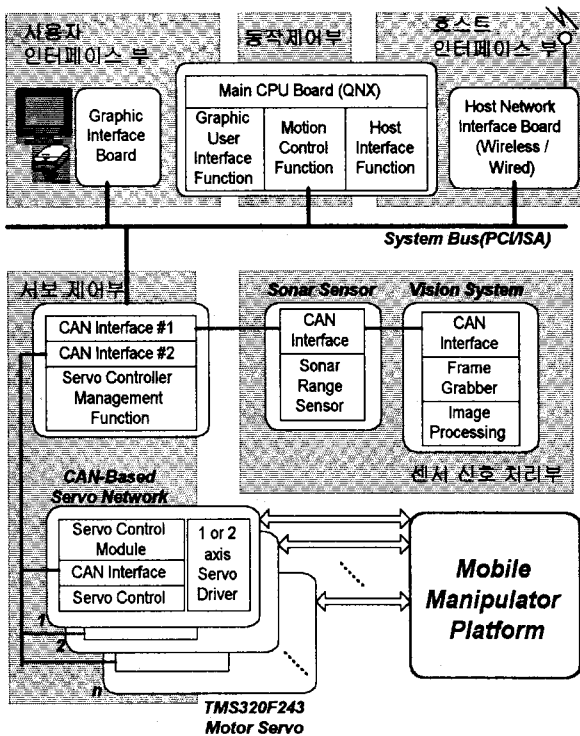 사용자
인터페이스 부
동작제어부
호스트
인터페이스 부
Graphic
Interface
Board
Main CPU Board (QNX)
Graphic
User
Interface
Function
Motion
Control
Function
Host
Interface
Function
Host Network
Interface Board
(Wireless /
Wired)
System Bus(PCI/ISA)
서보 제어부
CAN Interface #1
CAN Interface #2
Servo Controller
Management
Function
Sonar Sensor
CAN
Interface
Sonar
Range
Sensor
Vision System
CAN
Interface
Frame
Grabber
Image
Processing
센서 신호 처리부
CAN-Based
Servo Network
Servo Control
Module
CAN Interface
Servo Control
1 or 2
axis
Servo
Driver
1
2
n
TMS320F243
Motor Servo
Mobile
Manipulator
Platform